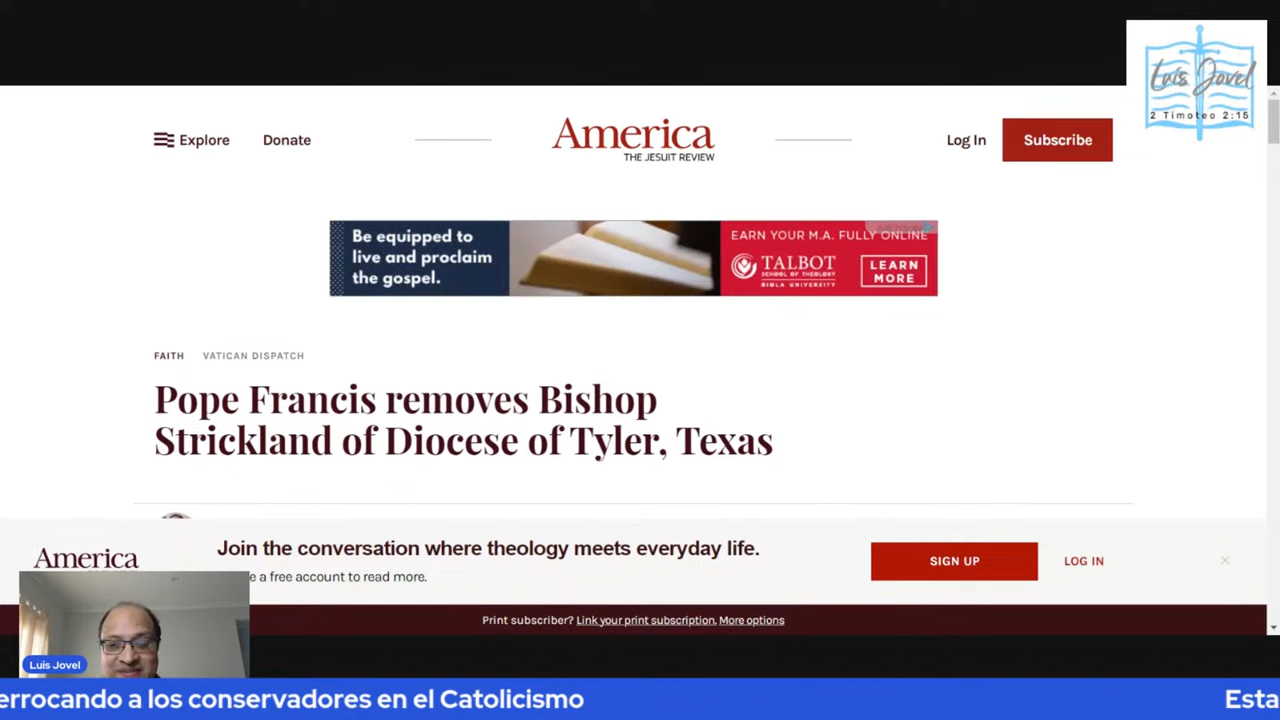 Luis Jovel
2 Timoteo 2:15
Explore
Donate
America
THE JESUIT REVIEW
Log In
Subscribe
Be equipped to
live and proclaim
the gospel.
EARN YOUR M.A. FULLY ONLINE
TALBOT
SCHOOL OF THEOLOGY
BIOLA UNIVERSITY
LEARN
MORE
FAITH
VATICAN DISPATCH
Pope Francis removes Bishop
Strickland of Diocese of Tyler, Texas
America
Join the conversation where theology meets everyday life.
a free account to read more.
SIGN UP
LOG IN
Print subscriber? Link your print subscription. More options
Luis Jovel
errocando a los conservadores en el Catolicismo
Esta